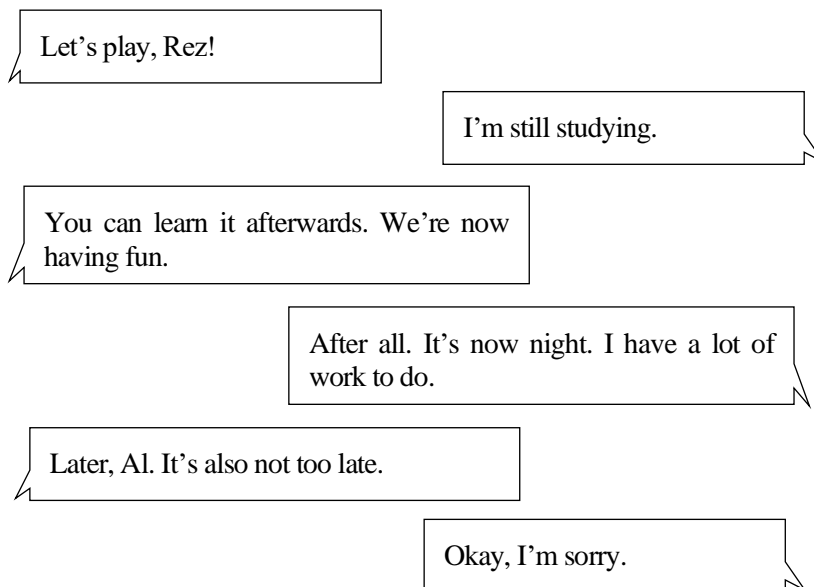 Let’s play, Rez!
I’m still studying.
You can learn it afterwards. We’re now
having fun.
After all. It’s now night. I have a lot of
work to do.
Later, Al. It’s also not too late.
Okay, I’m sorry.